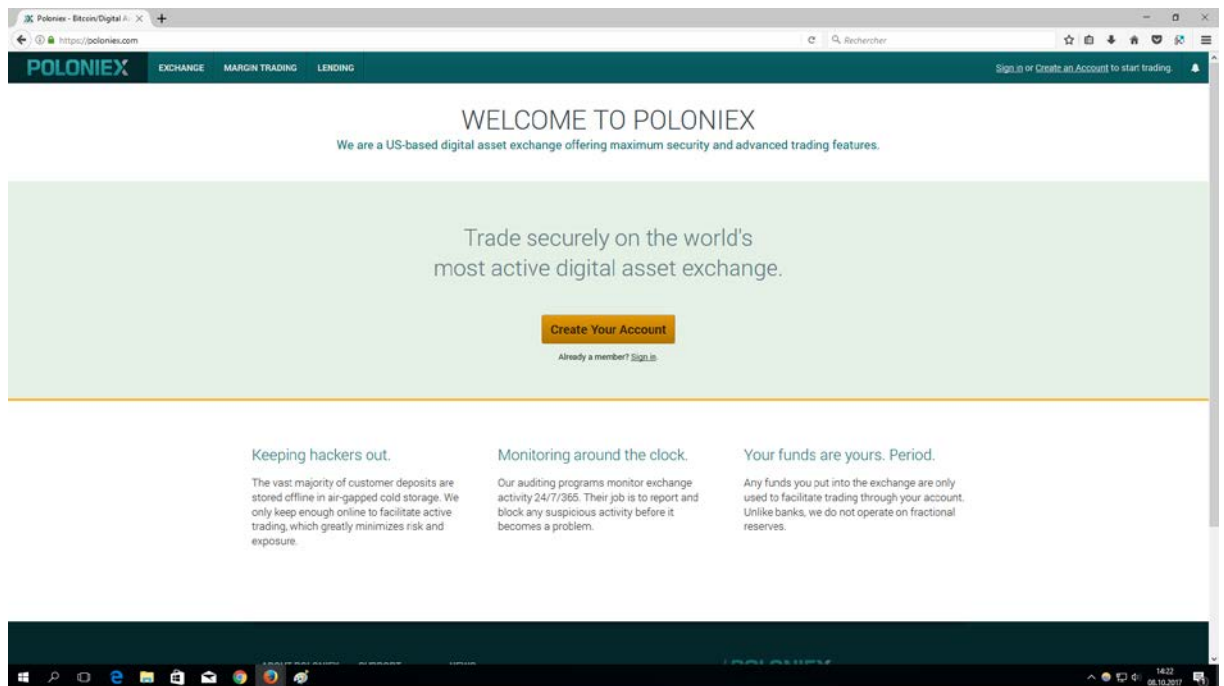 Poloniex - Bitcoin/Digital A
https://poloniex.com
Rechercher
POLONIEX
EXCHANGE
MARGIN TRADING
LENDING
Sign in or Create an Account to start trading.
WELCOME TO POLONIEX
We are a US-based digital asset exchange offering maximum security and advanced trading features.
Trade securely on the world's
most active digital asset exchange.
Create Your Account
Already a member? Sign in.
Keeping hackers out.
The vast majority of customer deposits are
stored offline in air-gapped cold storage. We
only keep enough online to facilitate active
trading, which greatly minimizes risk and
exposure.
Monitoring around the clock.
Our auditing programs monitor exchange
activity 24/7/365. Their job is to report and
block any suspicious activity before it
becomes a problem.
Your funds are yours. Period.
Any funds you put into the exchange are only
used to facilitate trading through your account.
Unlike banks, we do not operate on fractional
reserves.
ABOUT POLONIEX
SUPPORT
NEWS
POLONIEX
14:22
08.10.2017